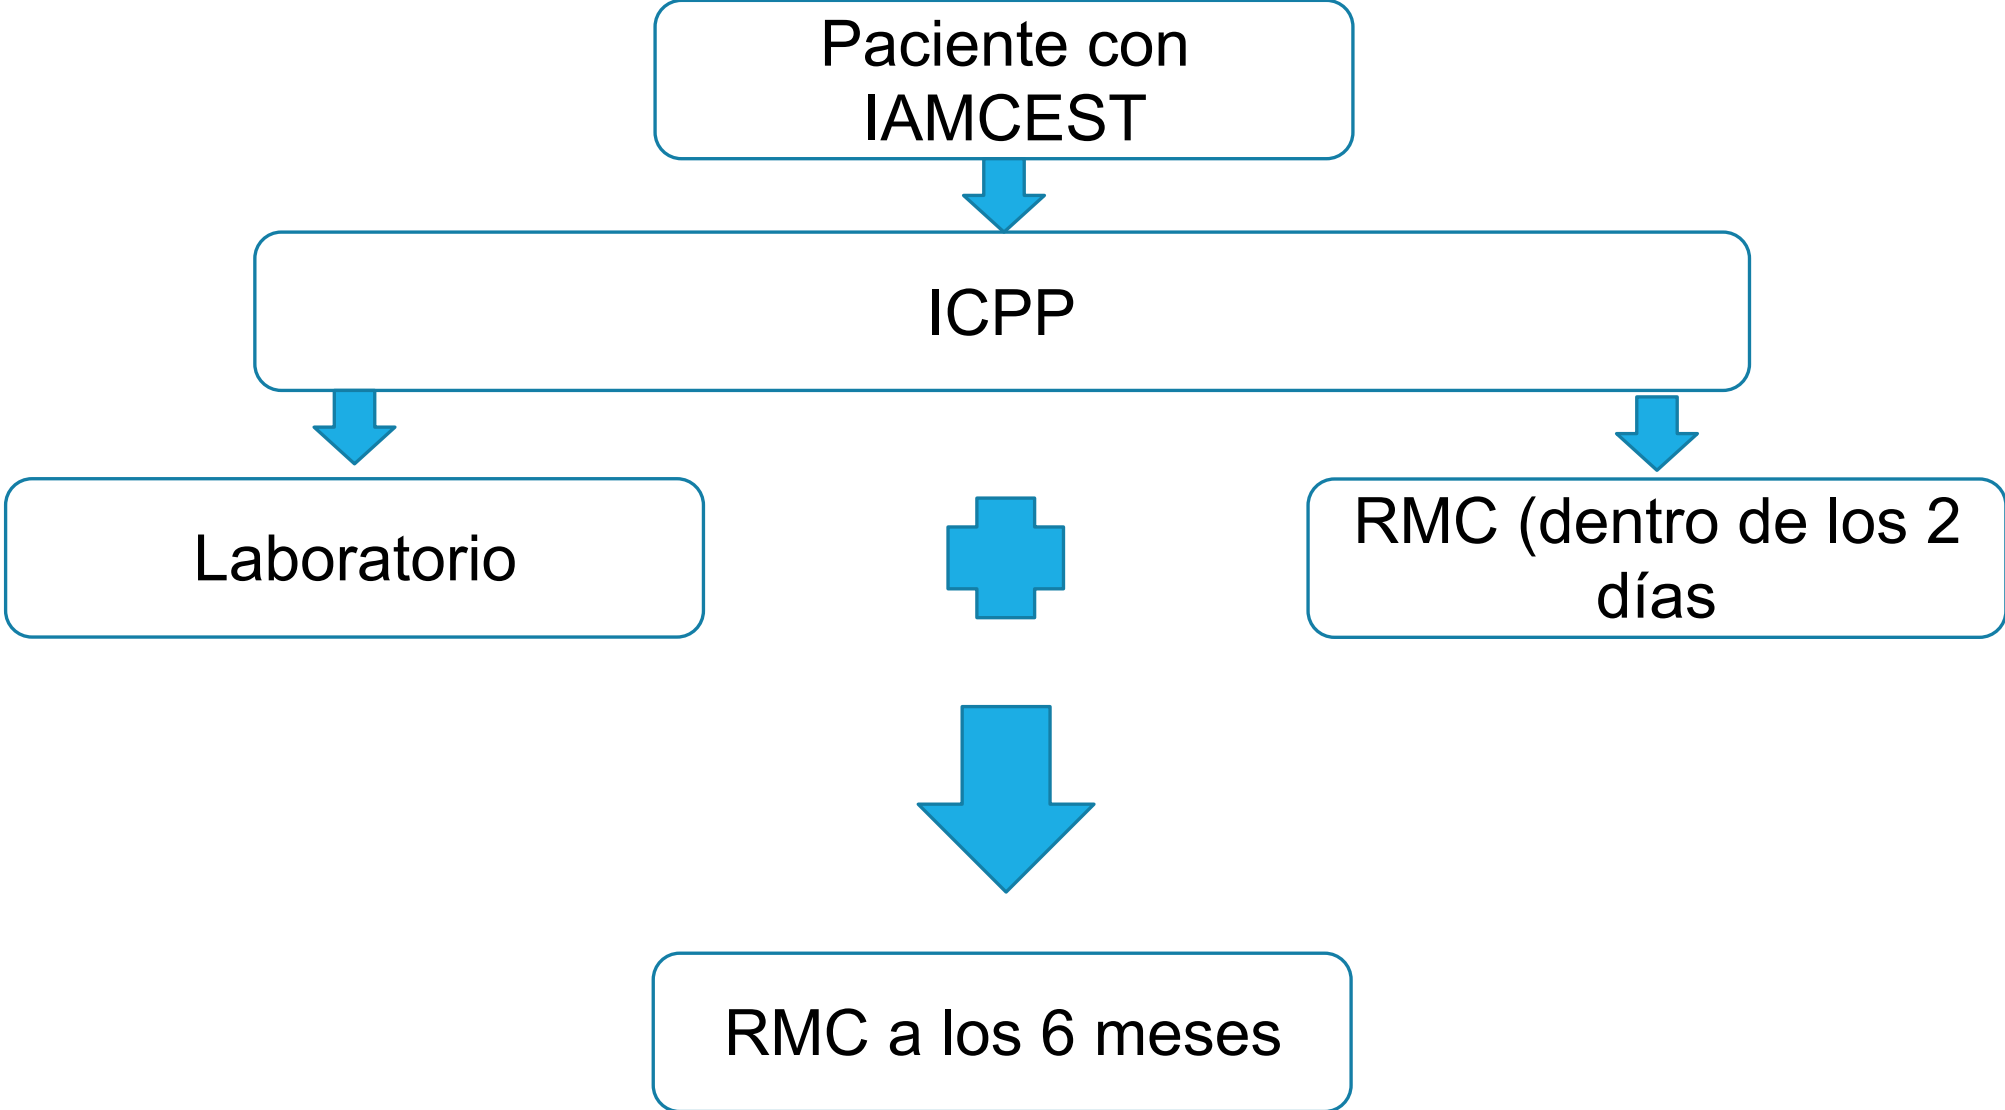 Paciente con
IAMCEST
ICPP
Laboratorio
RMC (dentro de los 2
días
RMC a los 6 meses